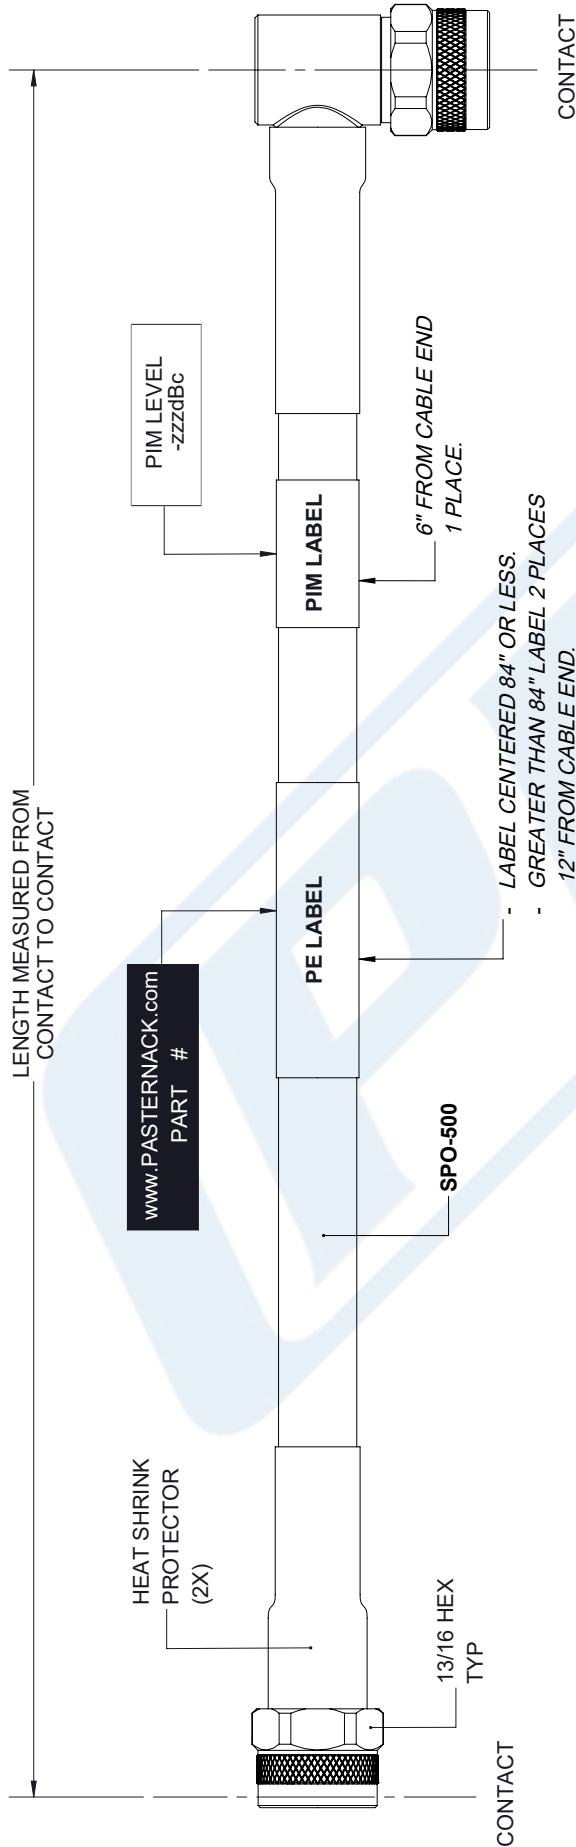 LENGTH MEASURED FROM
CONTACT TO CONTACT
www.PASTERNACK.com
PART #
PIM LEVEL
-zzzdBc
HEAT SHRINK
PROTECTOR
(2X)
PE LABEL
PIM LABEL
13/16 HEX
TYP
SPO-500
- LABEL CENTERED 84" OR LESS.
- GREATER THAN 84" LABEL 2 PLACES
12" FROM CABLE END.
6" FROM CABLE END
1 PLACE.
CONTACT
CONTACT